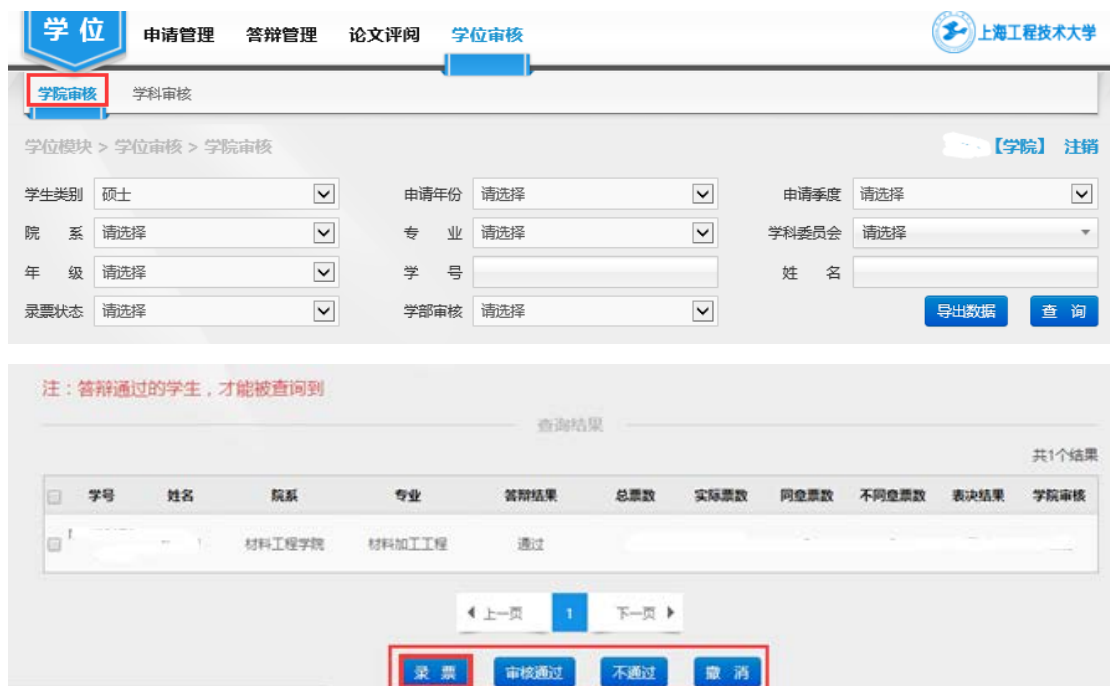 学位 申请管理 答辩管理 论文评阅 学位审核 上海工程技术大学
学院审核 学科审核
学位模块 > 学位审核 > 学院审核 【学院】 注销
学生类别 硕士 申请年份 请选择 申请季度 请选择
院 系 请选择 专 业 请选择 学科委员会 请选择
年 级 请选择 学 号 姓 名
录票状态 请选择 学部审核 请选择 导出数据 查 询
注：答辩通过的学生，才能被查询到
查询结果
共1个结果
学号 姓名 院系 专业 答辩结果 总票数 实际票数 同意票数 不同意票数 表决结果 学院审核
材料工程学院 材料加工工程 通过
上一页 1 下一页
录 票 审核通过 不通过 撤 消